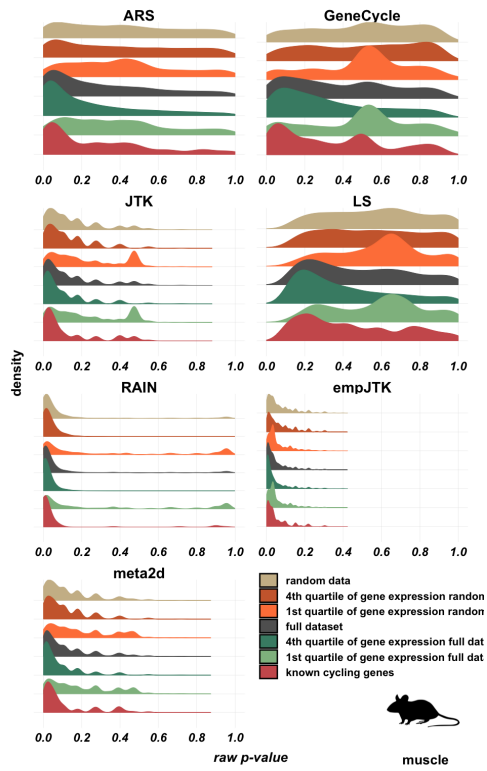 ARS GeneCycle
0.0 0.2 0.4 0.6 0.8 1.0 0.0 0.2 0.4 0.6 0.8 1.0
JTK LS
0.0 0.2 0.4 0.6 0.8 1.0 0.0 0.2 0.4 0.6 0.8 1.0
density
RAIN empJTK
0.0 0.2 0.4 0.6 0.8 1.0 0.0 0.2 0.4 0.6 0.8 1.0
meta2d
0.0 0.2 0.4 0.6 0.8 1.0
raw p-value
random data
4th quartile of gene expression random
1st quartile of gene expression random
full dataset
4th quartile of gene expression full dat
1st quartile of gene expression full dat
known cycling genes
muscle